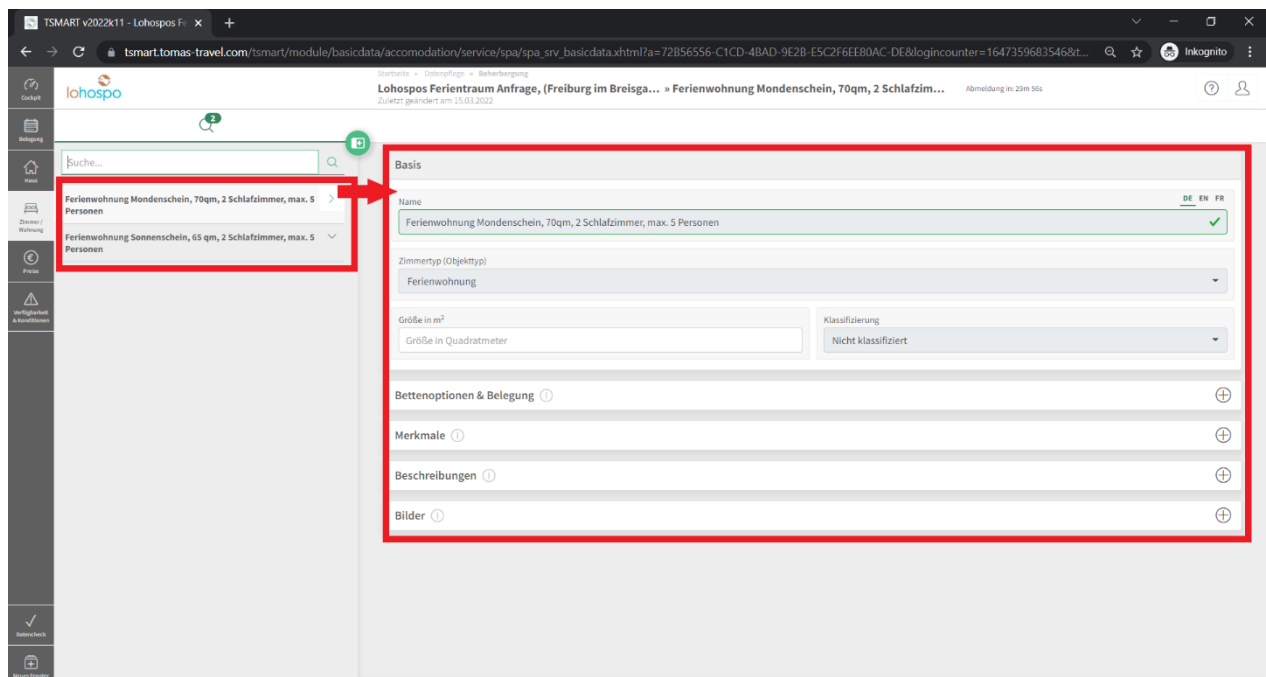 TSMART v2022k11 - Lohospos Fe
tsmart.tomas-travel.com/tsmart/module/basicdata/accomodation/service/spa/spa_srv_basicdata.xhtml?a=72B56556-C1CD-4BAD-9E2B-E5C2F6EE80AC-DE&logincounter=1647359683546&t...
Inkognito
Cockpit
lohospo
Startseite » Datenpflege » Beherbergung
Lohospos Ferientraum Anfrage, (Freiburg im Breisga... » Ferienwohnung Mondenschein, 70qm, 2 Schlafzim...
Abmeldung in: 29m 56s
Zuletzt geändert am 15.03.2022
Belegung
2
Haus
Suche...
Zimmer /
Wohnung
Ferienwohnung Mondenschein, 70qm, 2 Schlafzimmer, max. 5
Personen
Ferienwohnung Sonnenschein, 65 qm, 2 Schlafzimmer, max. 5
Personen
Preise
Verfügbarkeit
& Konditionen
Datencheck
Neues Fenster
Basis
Name
DE EN FR
Ferienwohnung Mondenschein, 70qm, 2 Schlafzimmer, max. 5 Personen
Zimmertyp (Objekttyp)
Ferienwohnung
Größe in m²
Klassifizierung
Größe in Quadratmeter
Nicht klassifiziert
Bettenoptionen & Belegung
Merkmale
Beschreibungen
Bilder